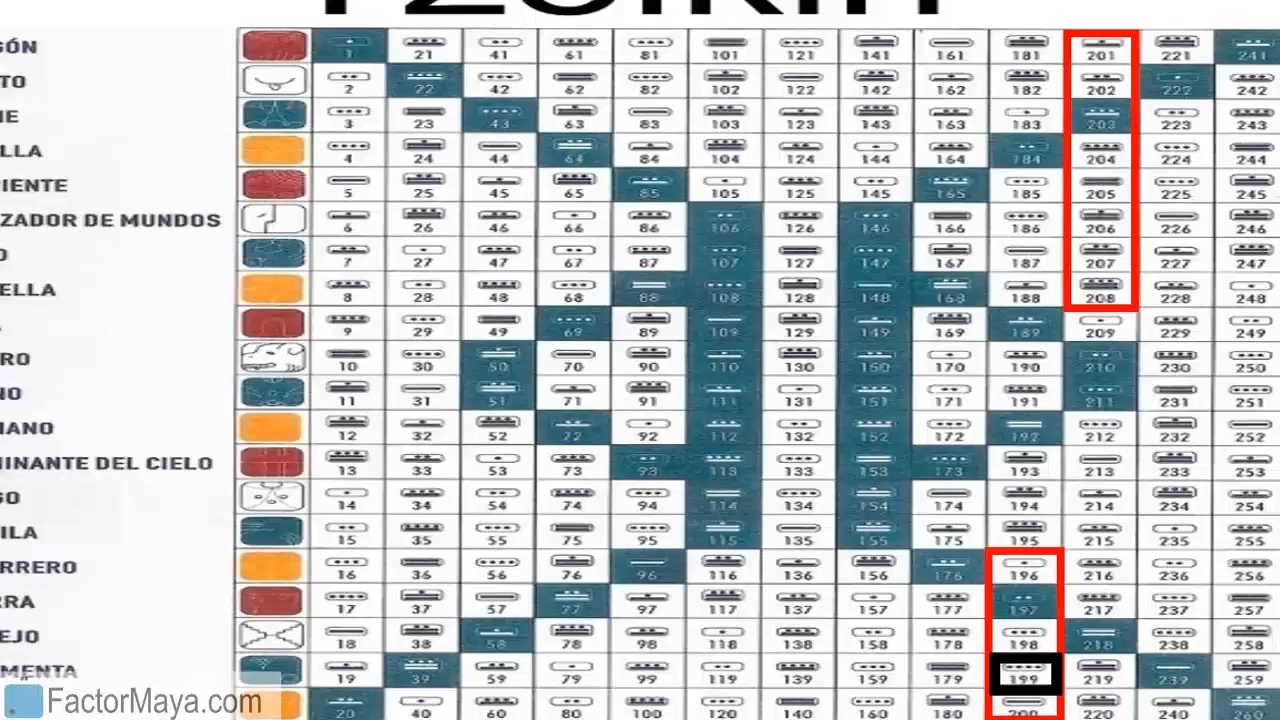 TZOLKIN
GÓN 1 21 41 61 81 101 121 141 161 181 201 221 241
TO 2 22 42 62 82 102 122 142 162 182 202 222 242
HE 3 23 43 63 83 103 123 143 163 183 203 223 243
LLA 4 24 44 64 84 104 124 144 164 184 204 224 244
PIENTE 5 25 45 65 85 105 125 145 165 185 205 225 245
ZADOR DE MUNDOS 6 26 46 66 86 106 126 146 166 186 206 226 246
O 7 27 47 67 87 107 127 147 167 187 207 227 247
ELLA 8 28 48 68 88 108 128 148 168 188 208 228 248
9 29 49 69 89 109 129 149 169 189 209 229 249
RO 10 30 50 70 90 110 130 150 170 190 210 230 250
NO 11 31 51 71 91 111 131 151 171 191 211 231 251
MANO 12 32 52 72 92 112 132 152 172 192 212 232 252
MINANTE DEL CIELO 13 33 53 73 93 113 133 153 173 193 213 233 253
GO 14 34 54 74 94 114 134 154 174 194 214 234 254
ILA 15 35 55 75 95 115 135 155 175 195 215 235 255
RRERO 16 36 56 76 96 116 136 156 176 196 216 236 256
RRA 17 37 57 77 97 117 137 157 177 197 217 237 257
EJO 18 38 58 78 98 118 138 158 178 198 218 238 258
MENTA 19 39 59 79 99 119 139 159 179 199 219 239 259
20 40 60 80 100 120 140 160 180 200 220 240 260
FactorMaya.com